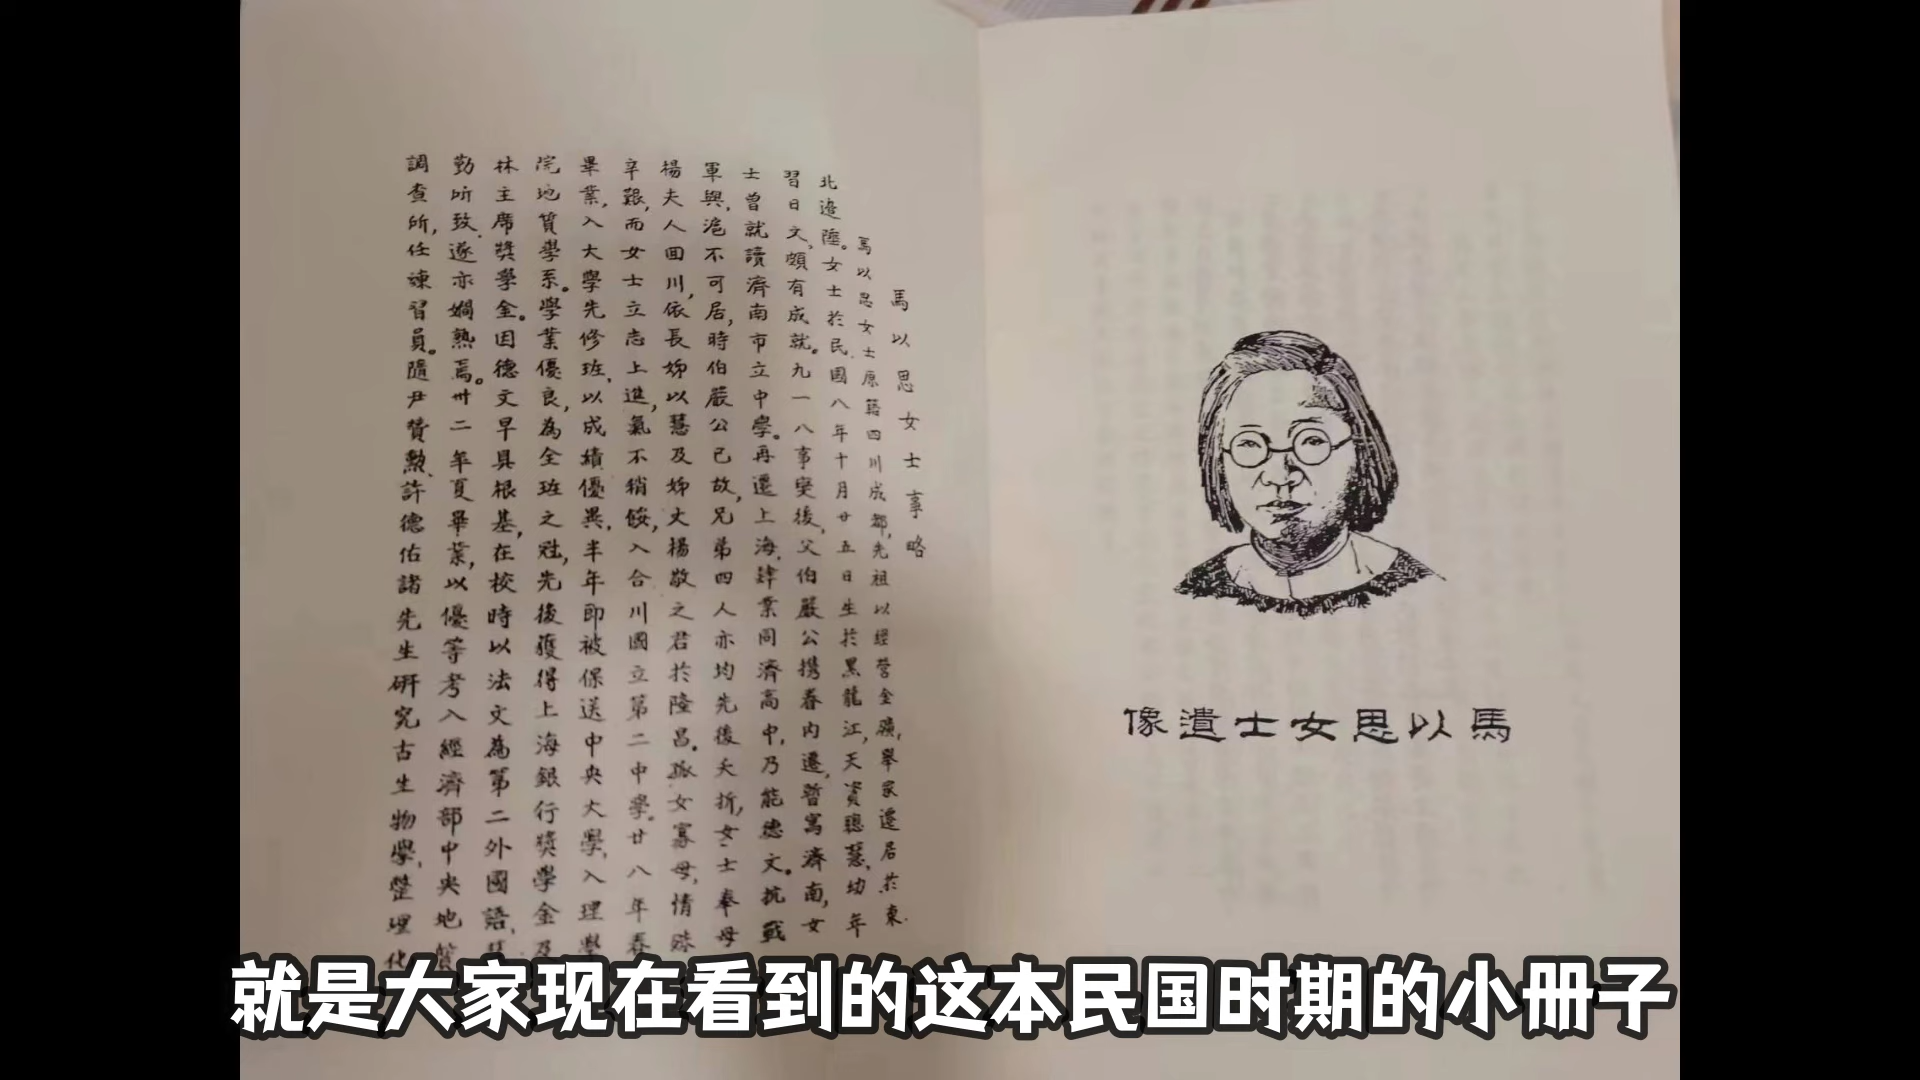 馬以思女士遺像
馬以思女士事略
馬以思女士原籍四川成都,先祖以經營金礦,舉家遷居於東
北邊陲。女士於民國八年十月廿五日生於黑龍江,天資聰慧,幼年
習日文,頗有成就。九一八事變後,父伯嚴公携眷內遷,暫寓濟南,女
士曾就讀濟南市立中學。再遷上海,肄業同濟高中,乃能德文。抗戰
軍興,滬不可居,時伯嚴公已故,兄弟四人亦均先後夭折,女士奉母
楊夫人回川,依長姊以慧及姊丈楊敬之君於隆昌。孤女寡母,情殊
辛艱,而女士立志上進,氣不稍餒,入合川國立第二中學。廿八年春
畢業,入大學先修班,以成績優異,半年即被保送中央大學,入理學
院地質學系。學業優良,為全班之冠,先後獲得上海銀行獎學金及
林主席獎學金。因德文早具根基,在校時以法文為第二外國語,
勤所致,遂亦嫻熟焉。卅二年夏畢業,以優等考入經濟部中央地質
調查所,任練習員。隨尹贊勳、許德佑諸先生研究古生物學,整理化
就是大家现在看到的这本民国时期的小册子